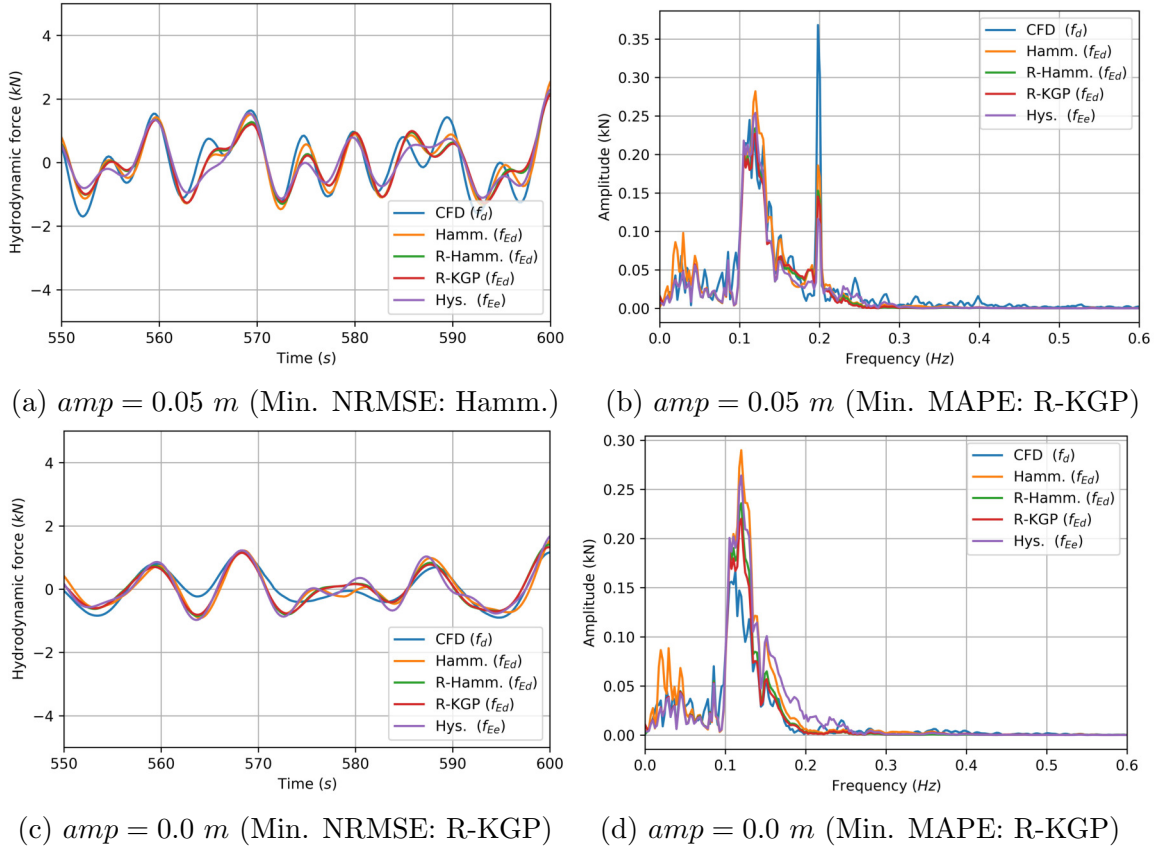 Hydrodynamic force (kN)
4
2
0
−2
−4
CFD (f_d)
Hamm. (f_Ed)
R-Hamm. (f_Ed)
R-KGP (f_Ed)
Hys. (f_Ee)
550 560 570 580 590 600
Time (s)
Amplitude (kN)
0.35
0.30
0.25
0.20
0.15
0.10
0.05
0.00
CFD (f_d)
Hamm. (f_Ed)
R-Hamm. (f_Ed)
R-KGP (f_Ed)
Hys. (f_Ee)
0.0 0.1 0.2 0.3 0.4 0.5 0.6
Frequency (Hz)
(a) amp = 0.05 m (Min. NRMSE: Hamm.)
(b) amp = 0.05 m (Min. MAPE: R-KGP)
Hydrodynamic force (kN)
4
2
0
−2
−4
CFD (f_d)
Hamm. (f_Ed)
R-Hamm. (f_Ed)
R-KGP (f_Ed)
Hys. (f_Ee)
550 560 570 580 590 600
Time (s)
Amplitude (kN)
0.30
0.25
0.20
0.15
0.10
0.05
0.00
CFD (f_d)
Hamm. (f_Ed)
R-Hamm. (f_Ed)
R-KGP (f_Ed)
Hys. (f_Ee)
0.0 0.1 0.2 0.3 0.4 0.5 0.6
Frequency (Hz)
(c) amp = 0.0 m (Min. NRMSE: R-KGP)
(d) amp = 0.0 m (Min. MAPE: R-KGP)